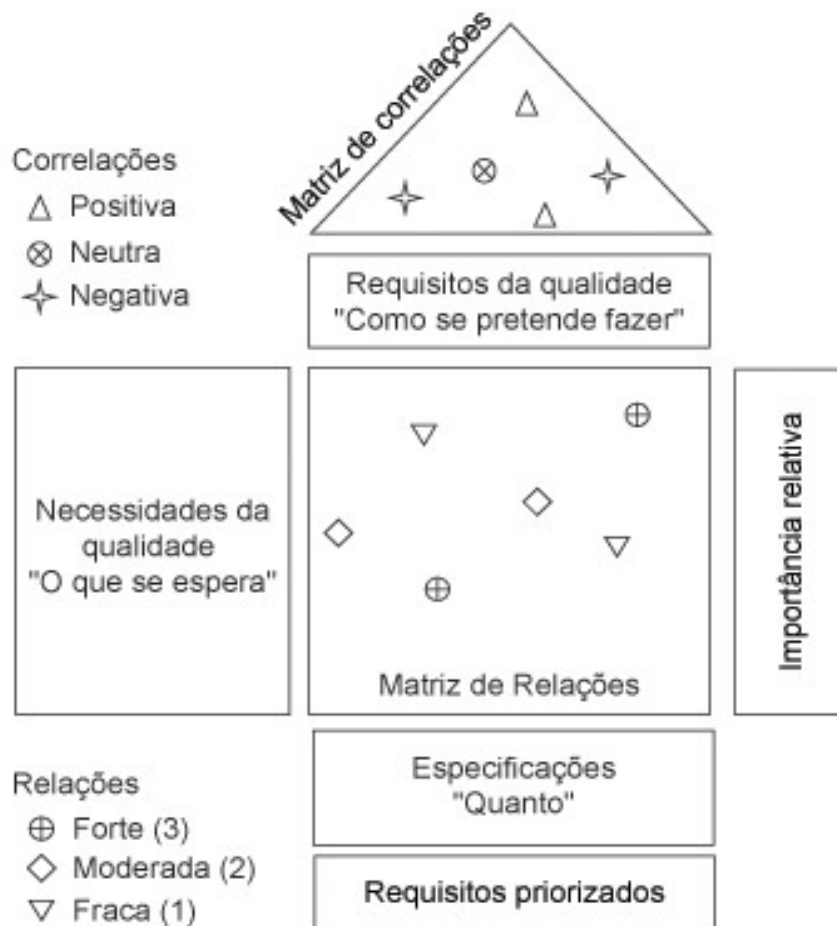 Matriz de correlações
Correlações
Positiva
Neutra
Negativa
Requisitos da qualidade
"Como se pretende fazer"
Necessidades da
qualidade
"O que se espera"
Matriz de Relações
Importância relativa
Relações
Forte (3)
Moderada (2)
Fraca (1)
Especificações
"Quanto"
Requisitos priorizados